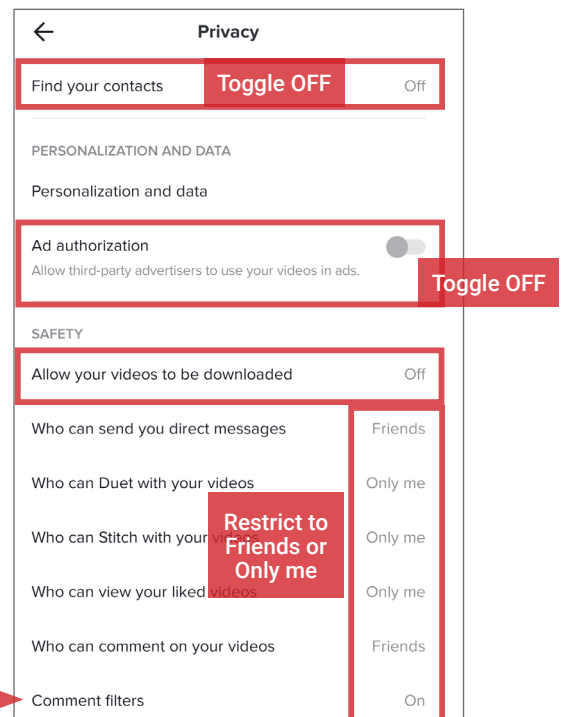 Privacy
Find your contacts Toggle OFF Off
PERSONALIZATION AND DATA
Personalization and data
Ad authorization
Allow third-party advertisers to use your videos in ads.
Toggle OFF
SAFETY
Allow your videos to be downloaded Off
Who can send you direct messages Friends
Who can Duet with your videos Only me
Who can Stitch with your videos Only me
Restrict to
Friends or
Only me
Who can view your liked videos Only me
Who can comment on your videos Friends
Comment filters On